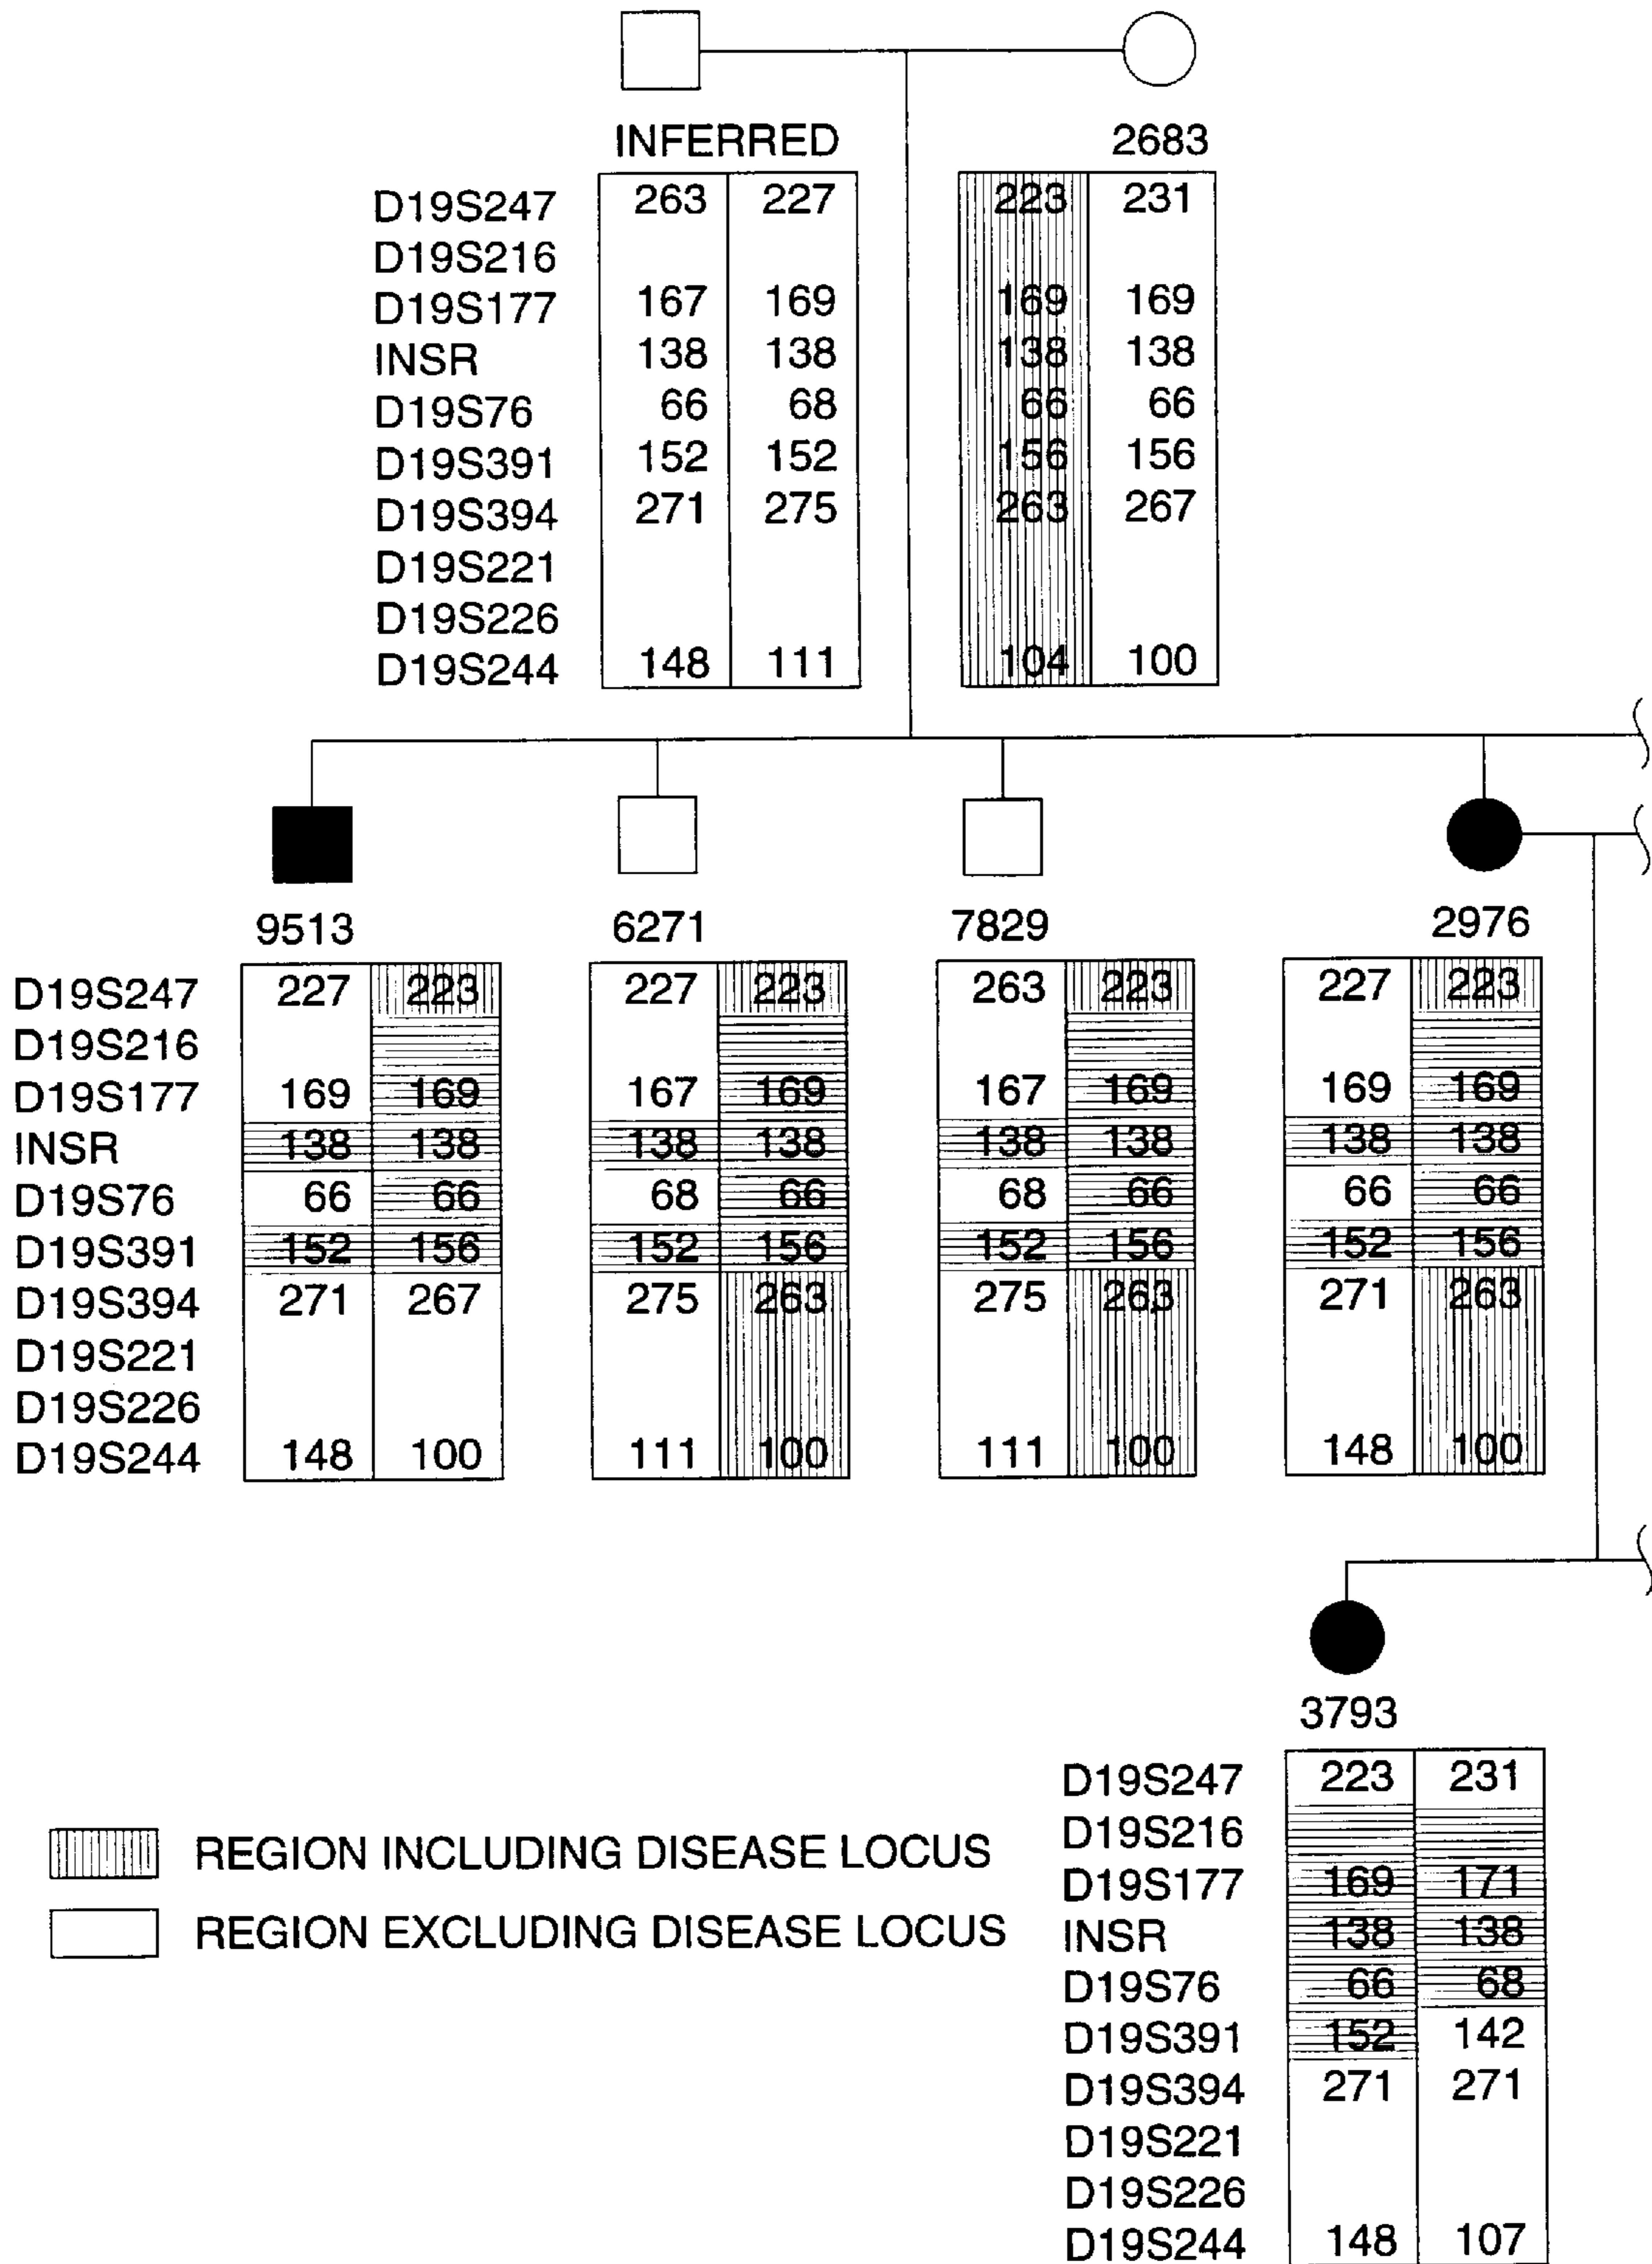 INFERRED 2683
D19S247 263 227 223 231
D19S216
D19S177 167 169 169 169
INSR 138 138 138 138
D19S76 66 68 66 66
D19S391 152 152 156 156
D19S394 271 275 263 267
D19S221
D19S226
D19S244 148 111 104 100
9513 6271 7829 2976
D19S247 227 223 227 223 263 223 227 223
D19S216
D19S177 169 169 167 169 167 169 169 169
INSR 138 138 138 138 138 138 138 138
D19S76 66 66 68 66 68 66 66 66
D19S391 152 156 152 156 152 156 152 156
D19S394 271 267 275 263 275 263 271 263
D19S221
D19S226
D19S244 148 100 111 100 111 100 148 100
3793
D19S247 223 231
D19S216
D19S177 169 171
INSR 138 138
D19S76 66 68
D19S391 152 142
D19S394 271 271
D19S221
D19S226
D19S244 148 107
REGION INCLUDING DISEASE LOCUS
REGION EXCLUDING DISEASE LOCUS